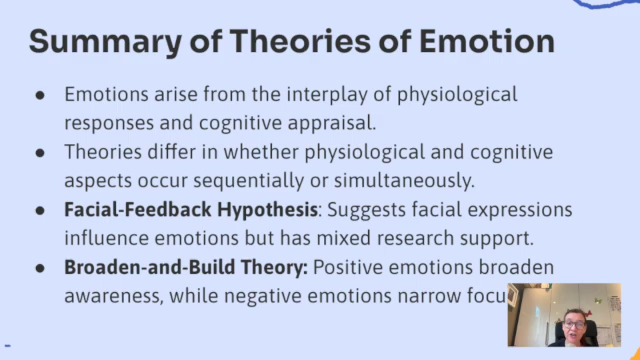 Summary of Theories of Emotion
● Emotions arise from the interplay of physiological
responses and cognitive appraisal.
● Theories differ in whether physiological and cognitive
aspects occur sequentially or simultaneously.
● Facial-Feedback Hypothesis: Suggests facial expressions
influence emotions but has mixed research support.
● Broaden-and-Build Theory: Positive emotions broaden
awareness, while negative emotions narrow